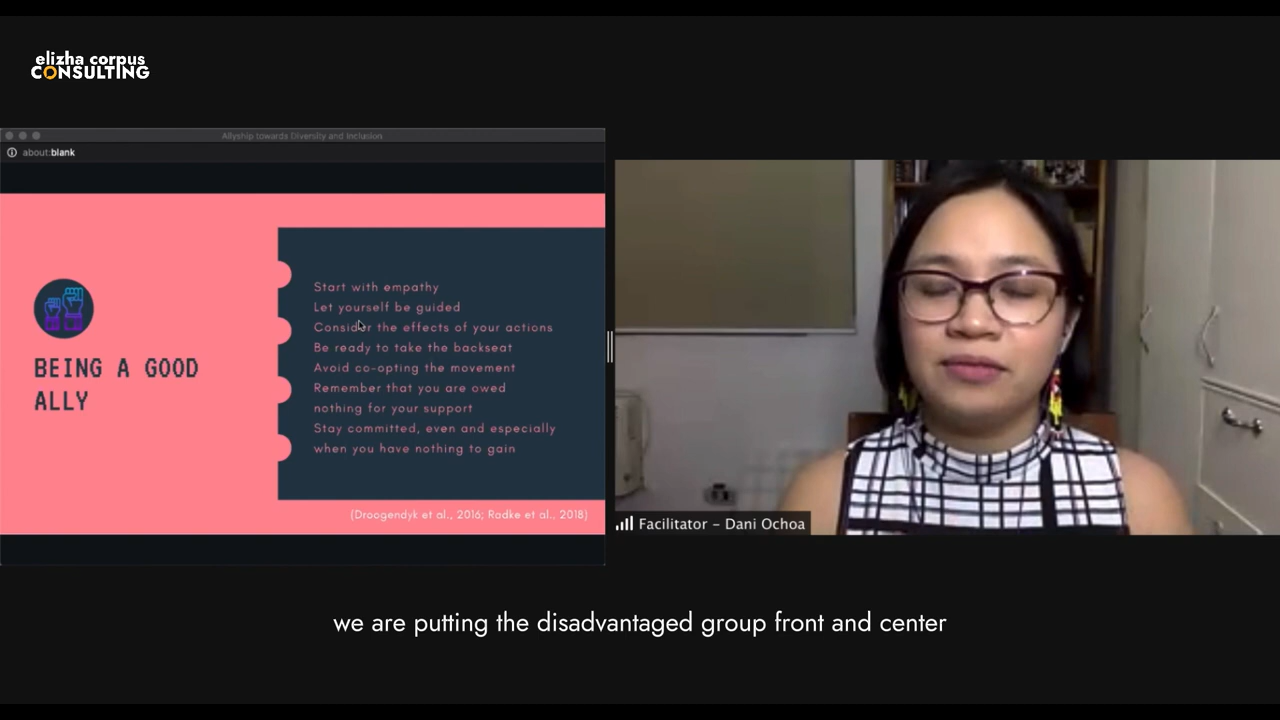 elizha corpus
CONSULTING
Allyship towards Diversity and Inclusion
about:blank
BEING A GOOD
ALLY
Start with empathy
Let yourself be guided
Consider the effects of your actions
Be ready to take the backseat
Avoid co-opting the movement
Remember that you are owed
nothing for your support
Stay committed, even and especially
when you have nothing to gain
(Droogendyk et al., 2016; Radke et al., 2018)
Facilitator – Dani Ochoa
we are putting the disadvantaged group front and center